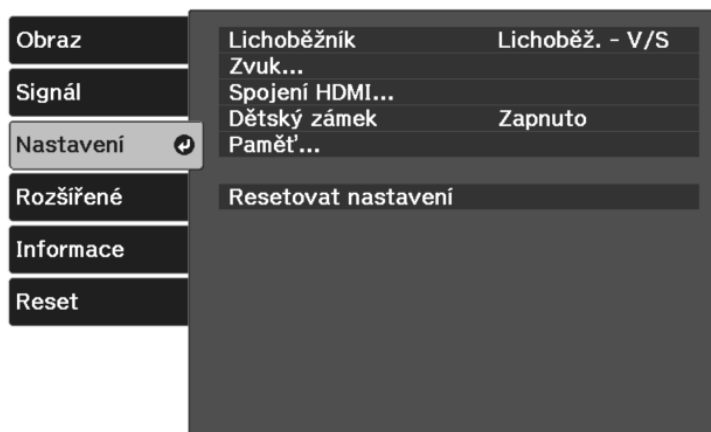 Obraz
Signál
Nastavení
Rozšířené
Informace
Reset
Lichoběžník Lichoběž. - V/S
Zvuk...
Spojení HDMI...
Dětský zámek Zapnuto
Paměť...
Resetovat nastavení